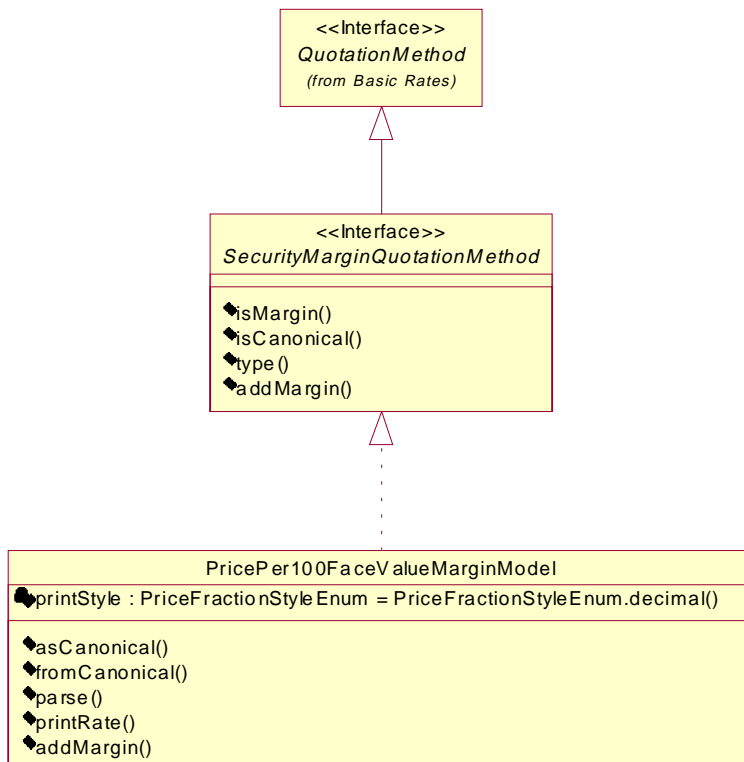 <<Interface>>
QuotationMethod
(from Basic Rates)
<<Interface>>
SecurityMarginQuotationMethod
isMargin()
isCanonical()
type()
addMargin()
PricePer100FaceValueMarginModel
printStyle : PriceFractionStyleEnum = PriceFractionStyleEnum.decimal()
asCanonical()
fromCanonical()
parse()
printRate()
addMargin()